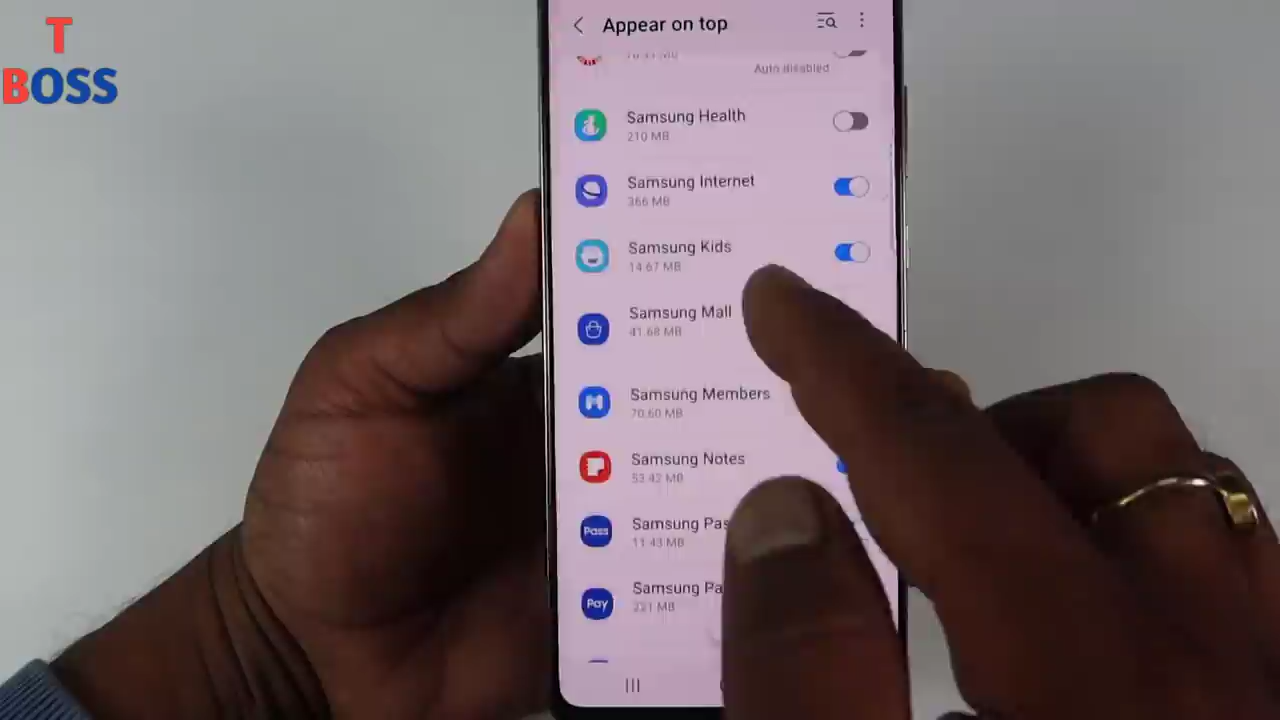 T
BOSS
Appear on top
Auto disabled
Samsung Health
210 MB
Samsung Internet
366 MB
Samsung Kids
14.67 MB
Samsung Mall
41.68 MB
Samsung Members
70.60 MB
Samsung Notes
53.42 MB
Samsung Pas
Pass
11.43 MB
Samsung Pa
Pay
221 MB